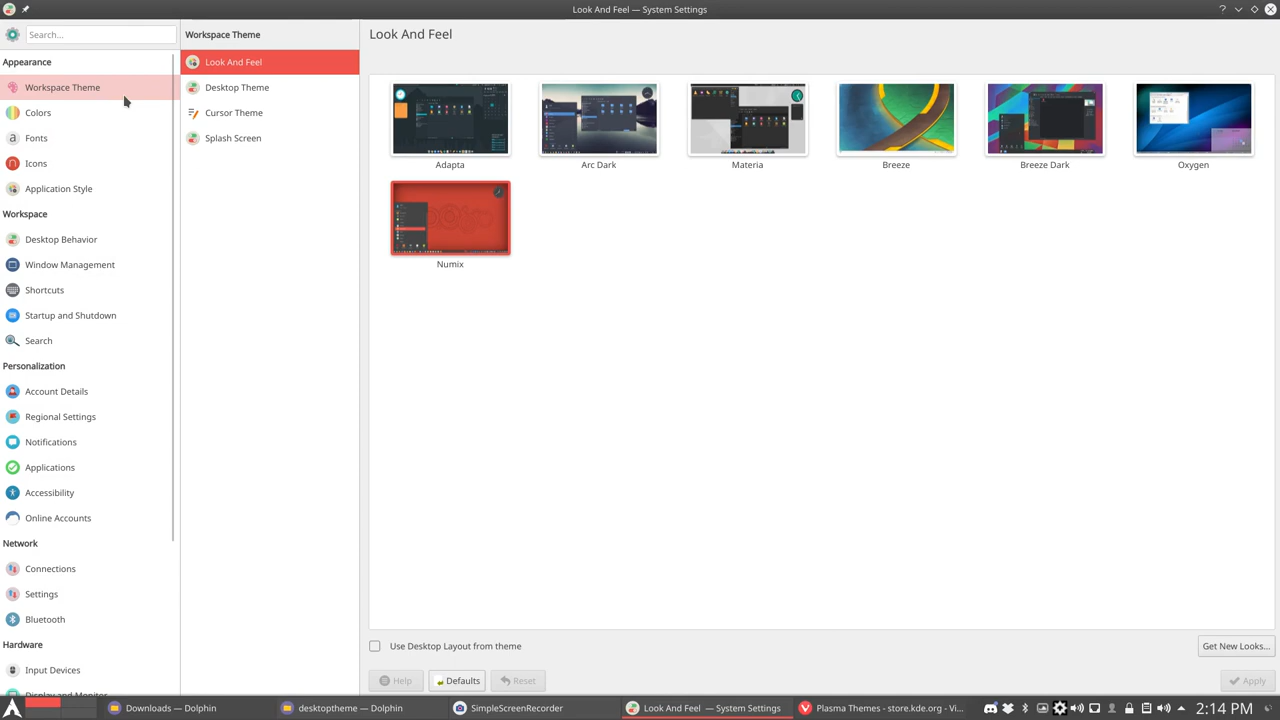 Look And Feel — System Settings
Search...
Appearance
Workspace Theme
Colors
Fonts
Icons
Application Style
Workspace
Desktop Behavior
Window Management
Shortcuts
Startup and Shutdown
Search
Personalization
Account Details
Regional Settings
Notifications
Applications
Accessibility
Online Accounts
Network
Connections
Settings
Bluetooth
Hardware
Input Devices
Display and Monitor
Workspace Theme
Look And Feel
Desktop Theme
Cursor Theme
Splash Screen
Look And Feel
Adapta
Arc Dark
Materia
Breeze
Breeze Dark
Oxygen
Numix
Use Desktop Layout from theme
Get New Looks...
Help
Defaults
Reset
Apply
Downloads — Dolphin
desktoptheme — Dolphin
SimpleScreenRecorder
Look And Feel — System Settings
Plasma Themes - store.kde.org - Vi...
2:14 PM